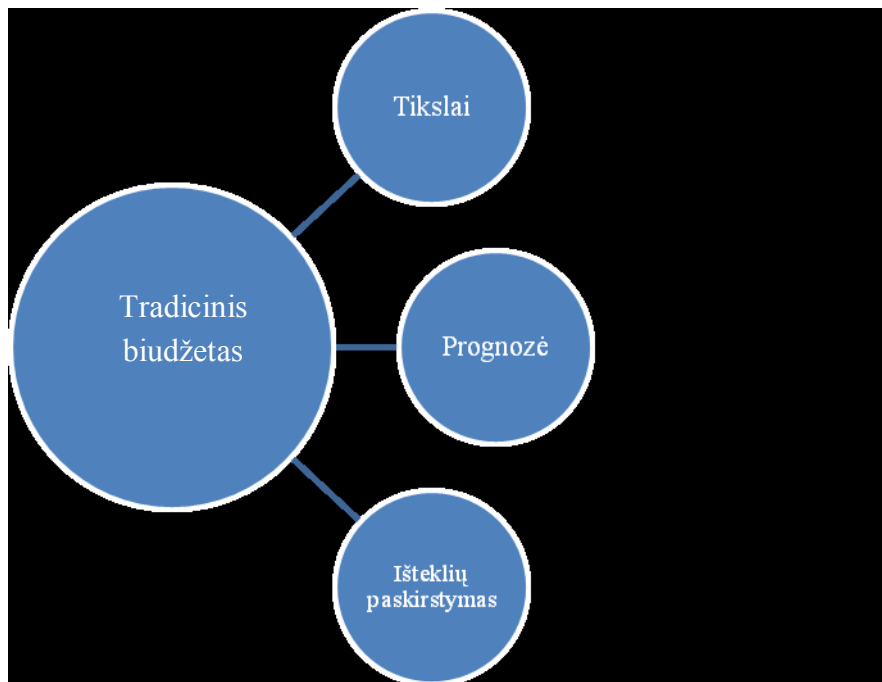 Tikslai
Tradicinis
biudžetas
Prognozė
Išteklių
paskirstymas